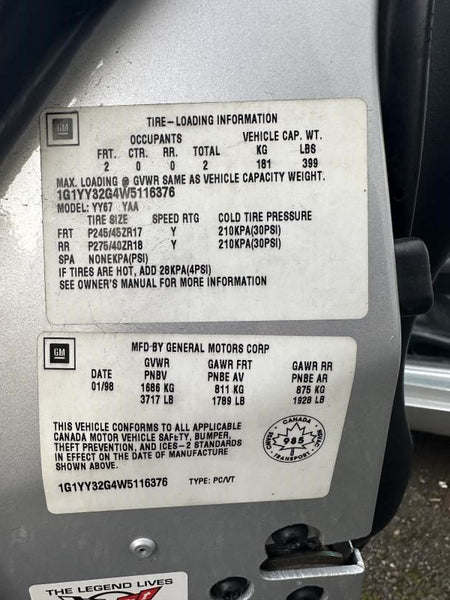 GM
TIRE-LOADING INFORMATION
OCCUPANTS VEHICLE CAP. WT.
FRT. CTR. RR. TOTAL KG LBS
2 0 0 2 181 399
MAX. LOADING @ GVWR SAME AS VEHICLE CAPACITY WEIGHT.
1G1YY32G4W5116376
MODEL: YY67 YAA
TIRE SIZE SPEED RTG COLD TIRE PRESSURE
FRT P245/45ZR17 Y 210KPA(30PSI)
RR P275/40ZR18 Y 210KPA(30PSI)
SPA NONEKPA(PSI)
IF TIRES ARE HOT, ADD 28KPA(4PSI)
SEE OWNER'S MANUAL FOR MORE INFORMATION
GM
MFD BY GENERAL MOTORS CORP
GVWR GAWR FRT GAWR RR
DATE PNBV PNBE AV PNBE AR
01/98 1686 KG 811 KG 875 KG
3717 LB 1789 LB 1928 LB
THIS VEHICLE CONFORMS TO ALL APPLICABLE
CANADA MOTOR VEHICLE SAFETY, BUMPER,
THEFT PREVENTION, AND ICES-2 STANDARDS
IN EFFECT ON THE DATE OF MANUFACTURE
SHOWN ABOVE.
CANADA
985
TRANSPORT
1G1YY32G4W5116376 TYPE: PC/VT
THE LEGEND LIVES